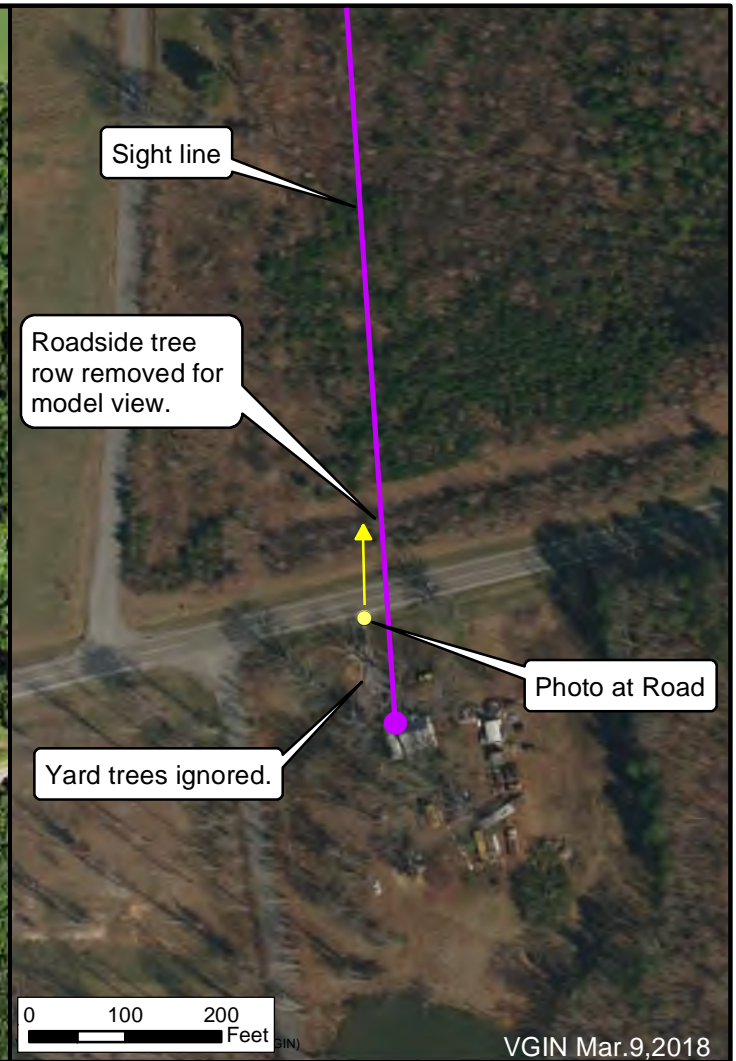 Sight line
Roadside tree
row removed for
model view.
Photo at Road
Yard trees ignored.
0 100 200
Feet
GIN)
VGIN Mar.9,2018